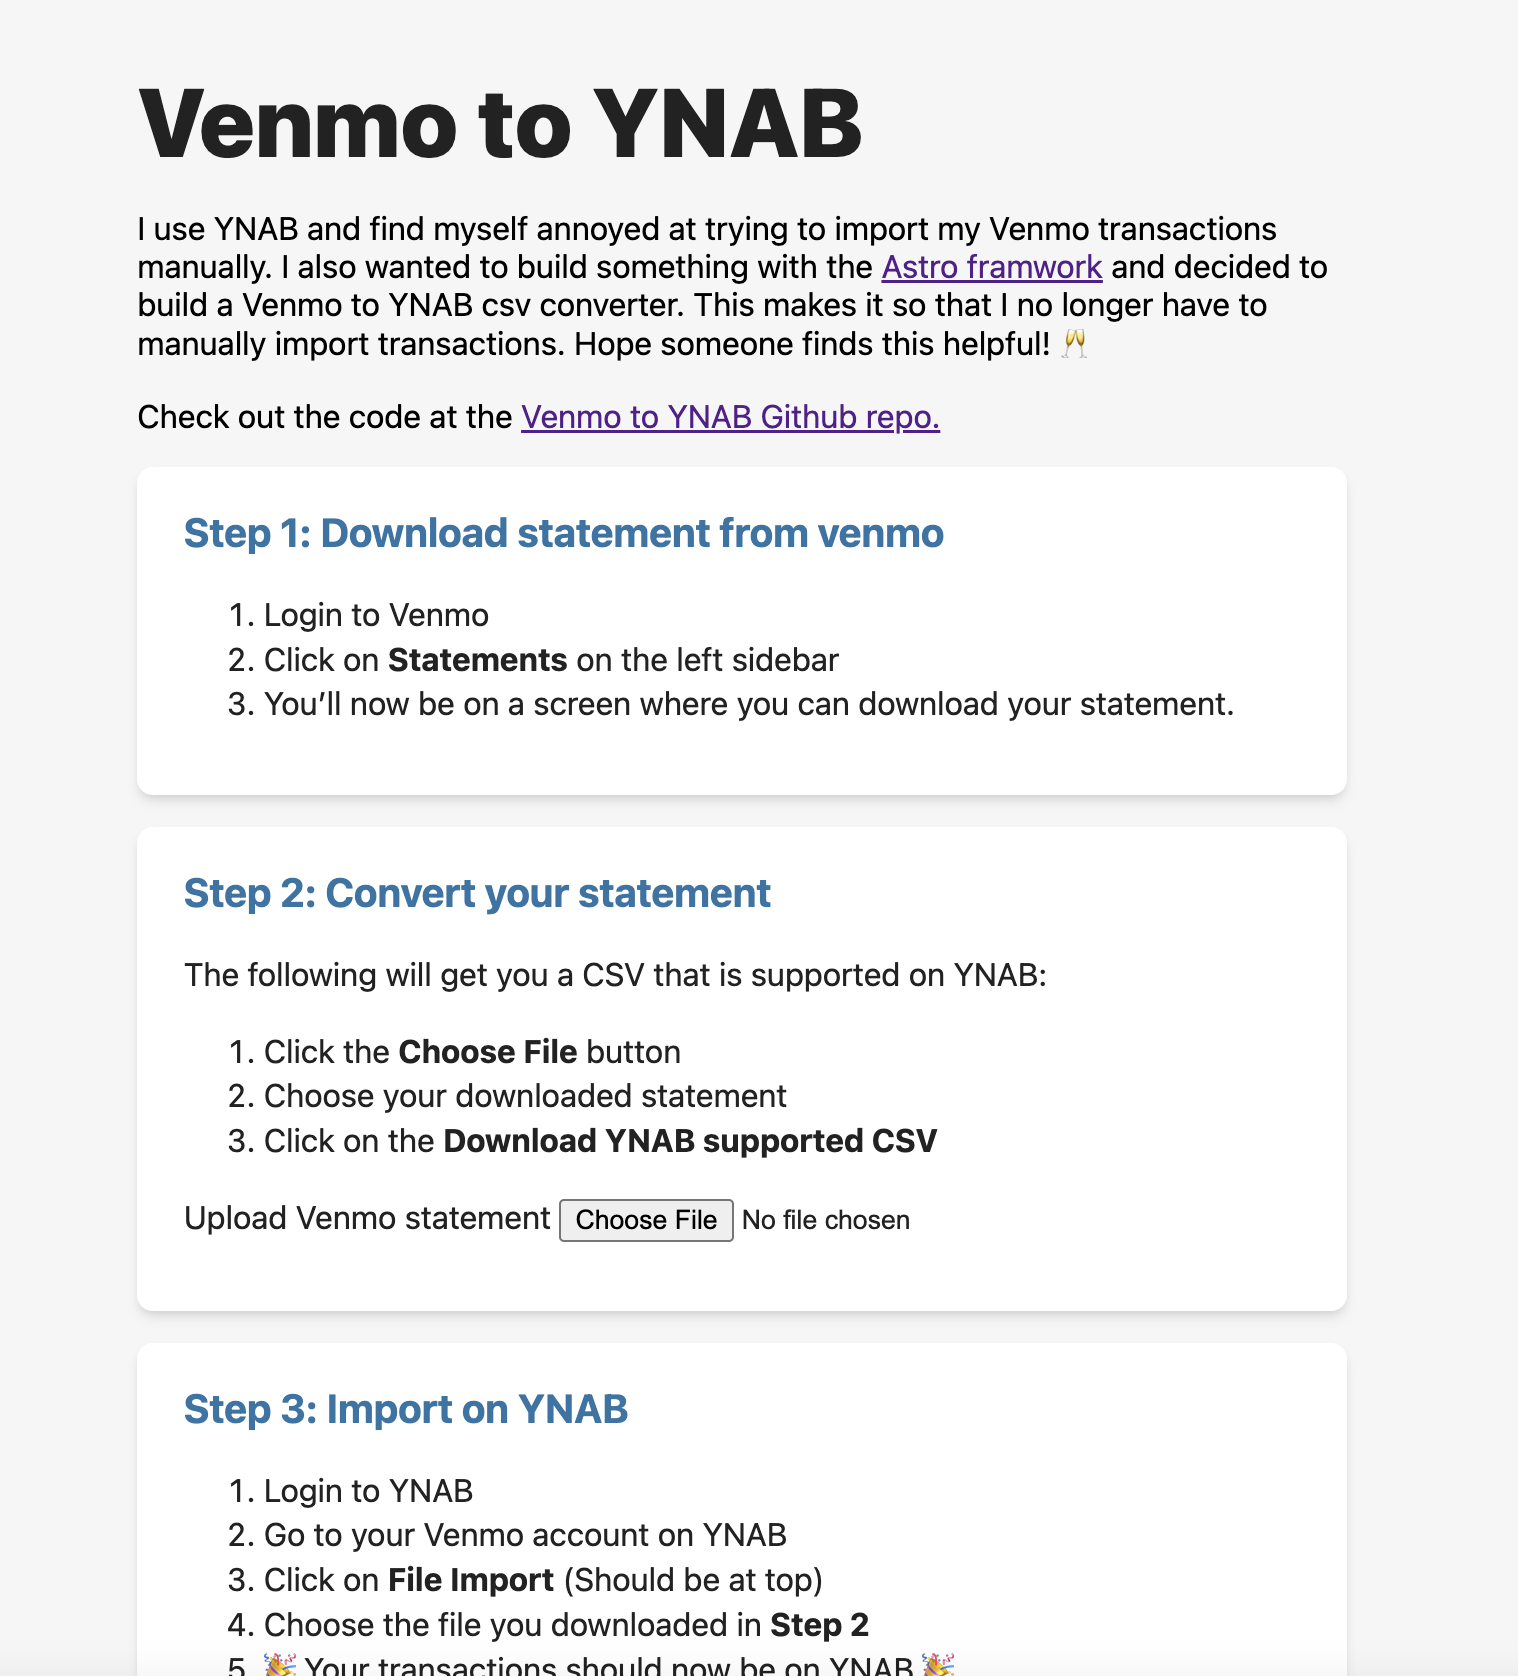 Venmo to YNAB
I use YNAB and find myself annoyed at trying to import my Venmo transactions
manually. I also wanted to build something with the Astro framwork and decided to
build a Venmo to YNAB csv converter. This makes it so that I no longer have to
manually import transactions. Hope someone finds this helpful! 🥂
Check out the code at the Venmo to YNAB Github repo.
Step 1: Download statement from venmo
1. Login to Venmo
2. Click on Statements on the left sidebar
3. You’ll now be on a screen where you can download your statement.
Step 2: Convert your statement
The following will get you a CSV that is supported on YNAB:
1. Click the Choose File button
2. Choose your downloaded statement
3. Click on the Download YNAB supported CSV
Upload Venmo statement Choose File No file chosen
Step 3: Import on YNAB
1. Login to YNAB
2. Go to your Venmo account on YNAB
3. Click on File Import (Should be at top)
4. Choose the file you downloaded in Step 2
5. 🎉 Your transactions should now be on YNAB 🎉